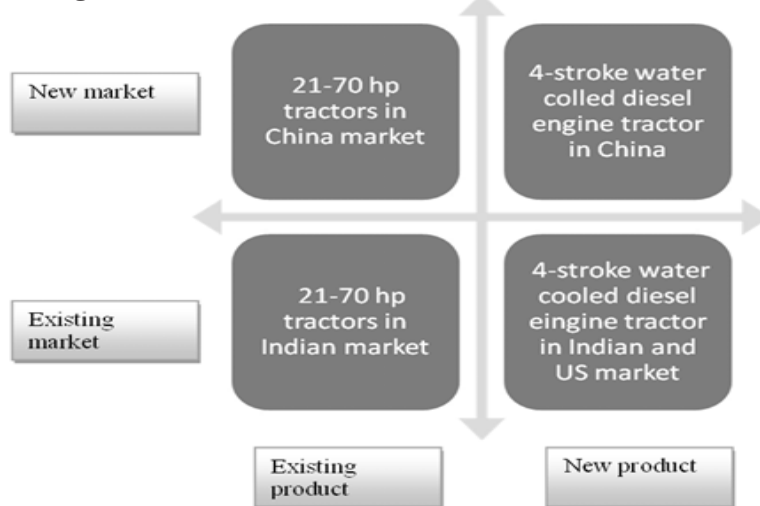 New market
21-70 hp
tractors in
China market
4-stroke water
colled diesel
engine tractor
in China
Existing
market
21-70 hp
tractors in
Indian market
4-stroke water
cooled diesel
eingine tractor
in Indian and
US market
Existing
product
New product